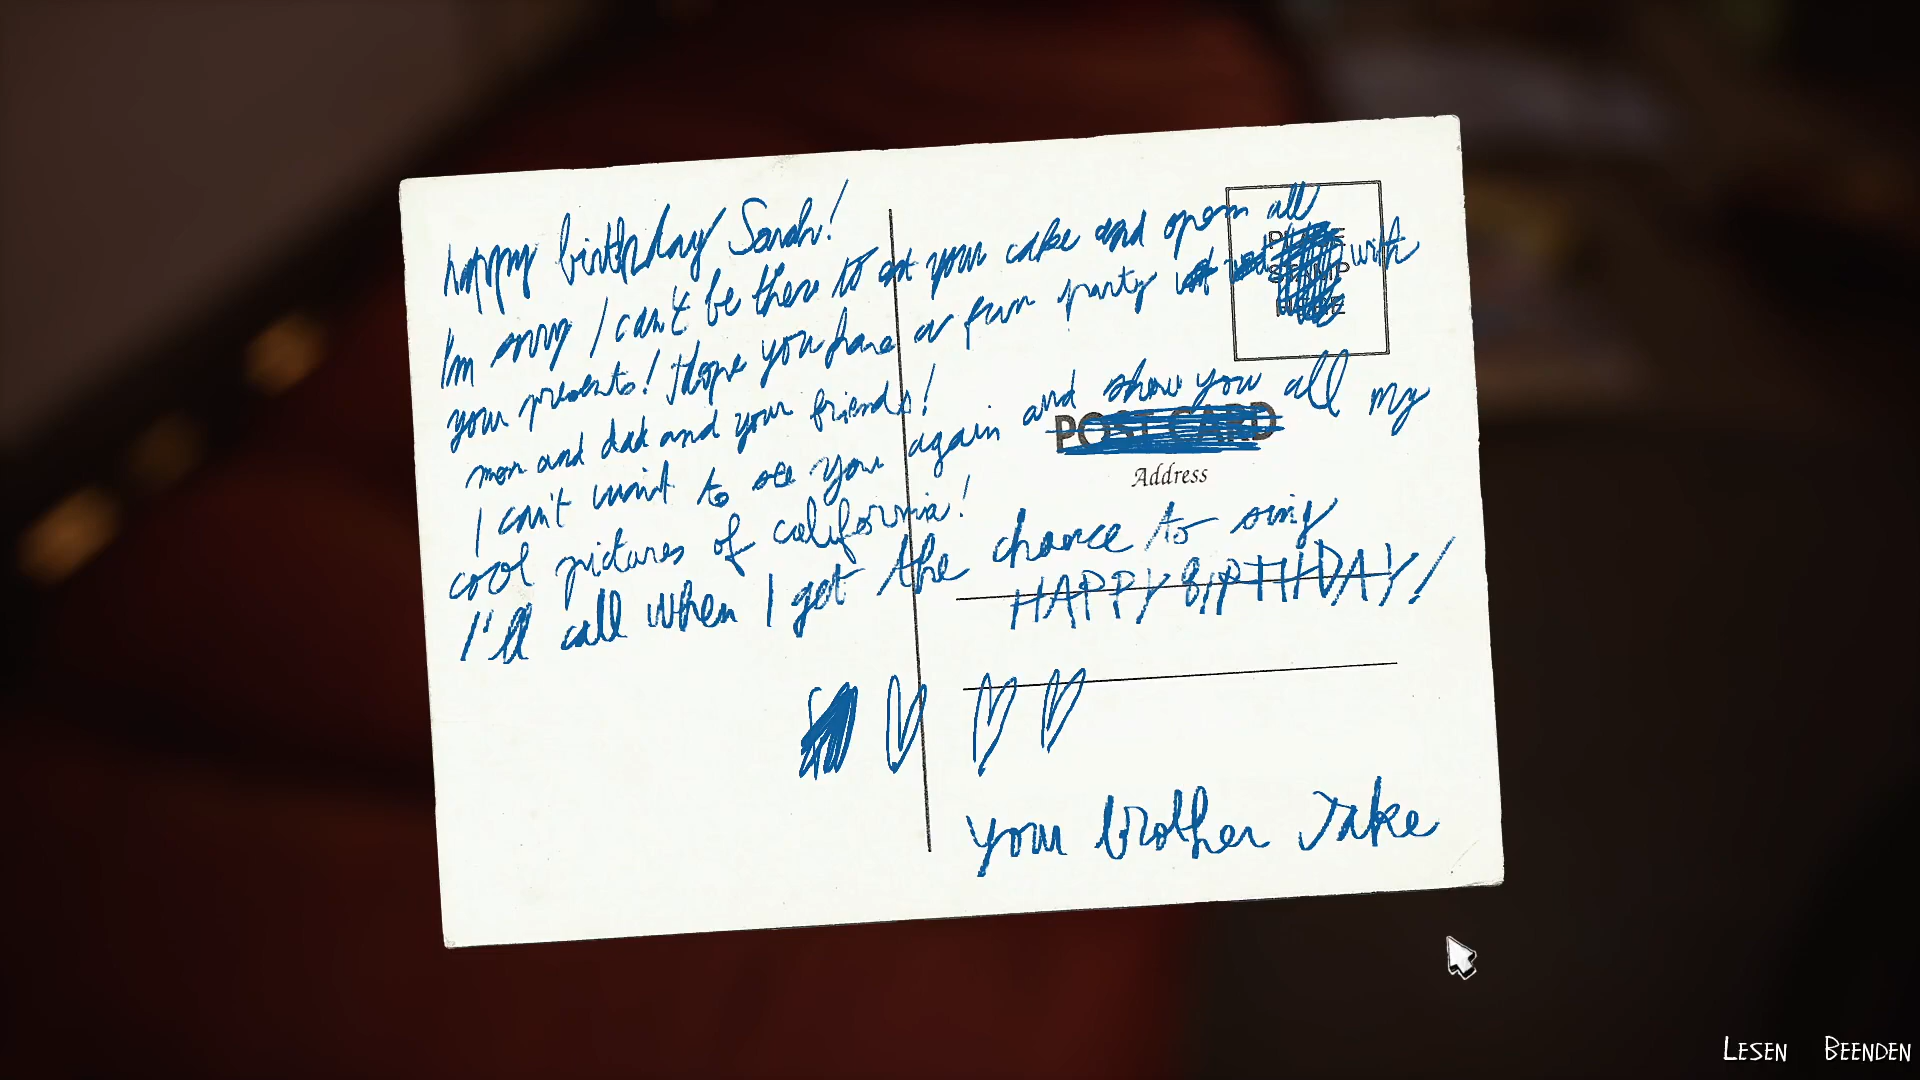 happy birthday Sarah!
I'm sorry I can't be there to eat your cake and open all
your presents! I hope you have a fun party with
mom and dad and your friends!
I can't wait to see you again and show you all my
cool pictures of california!
I'll call when I get the chance to sing
HAPPY BIRTHDAY!
POST CARD
Address
your brother Jake
LESEN BEENDEN